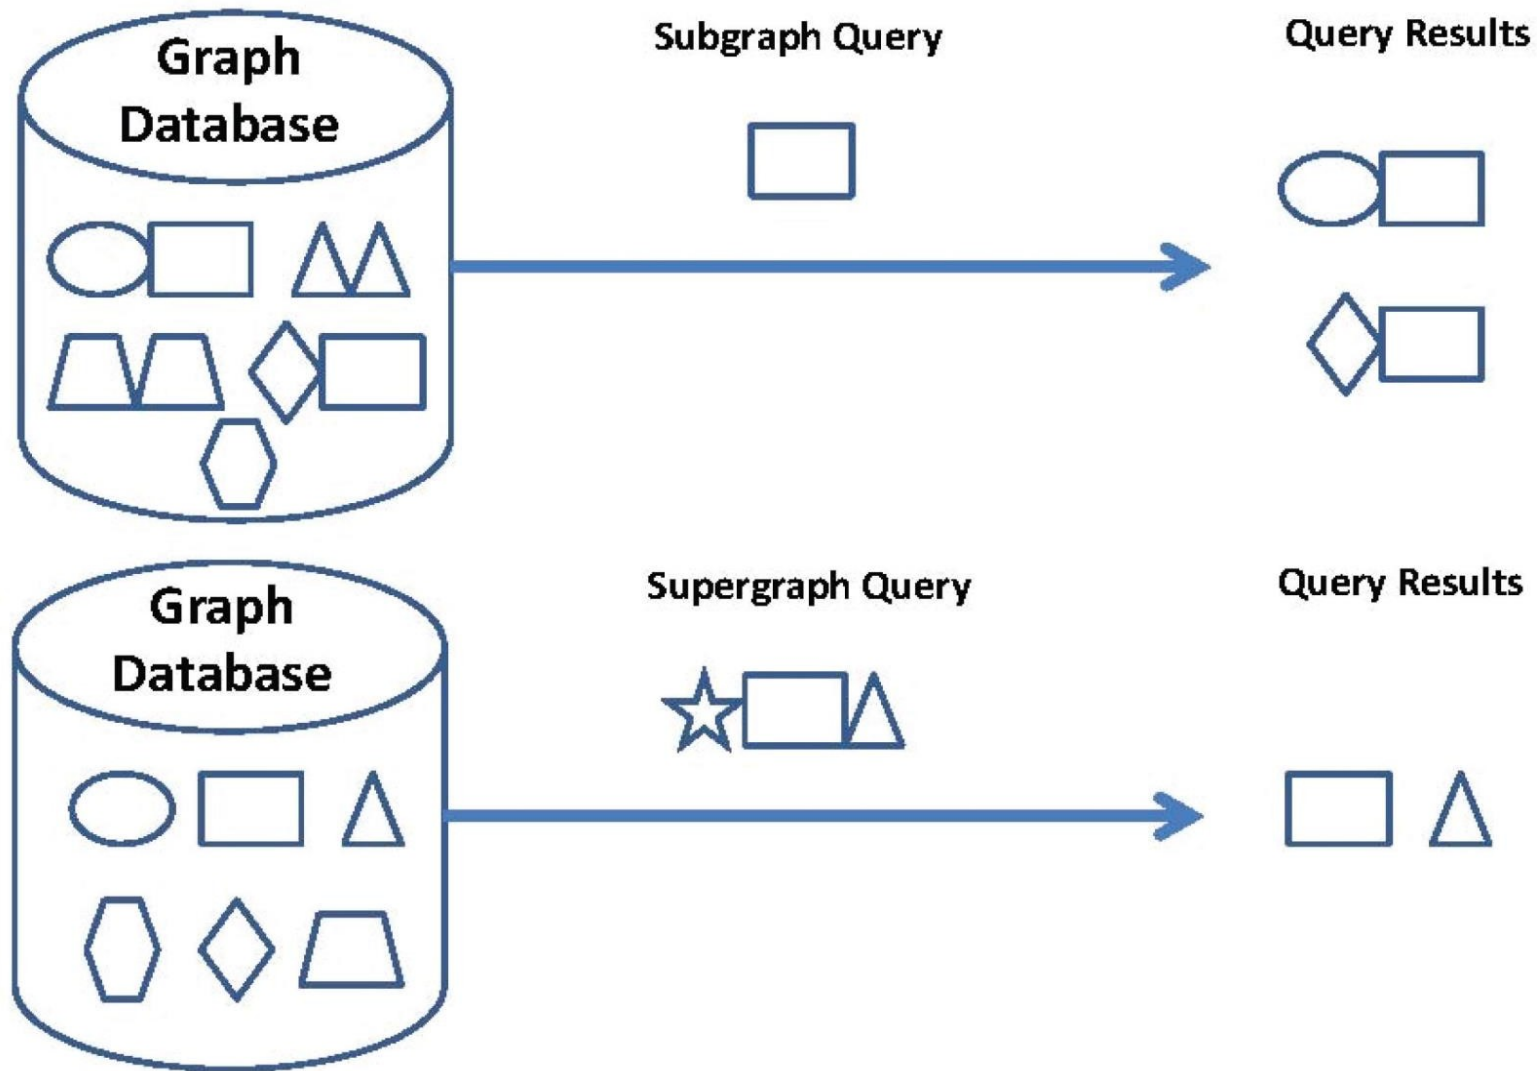 Graph
Database
Subgraph Query
Query Results
Graph
Database
Supergraph Query
Query Results